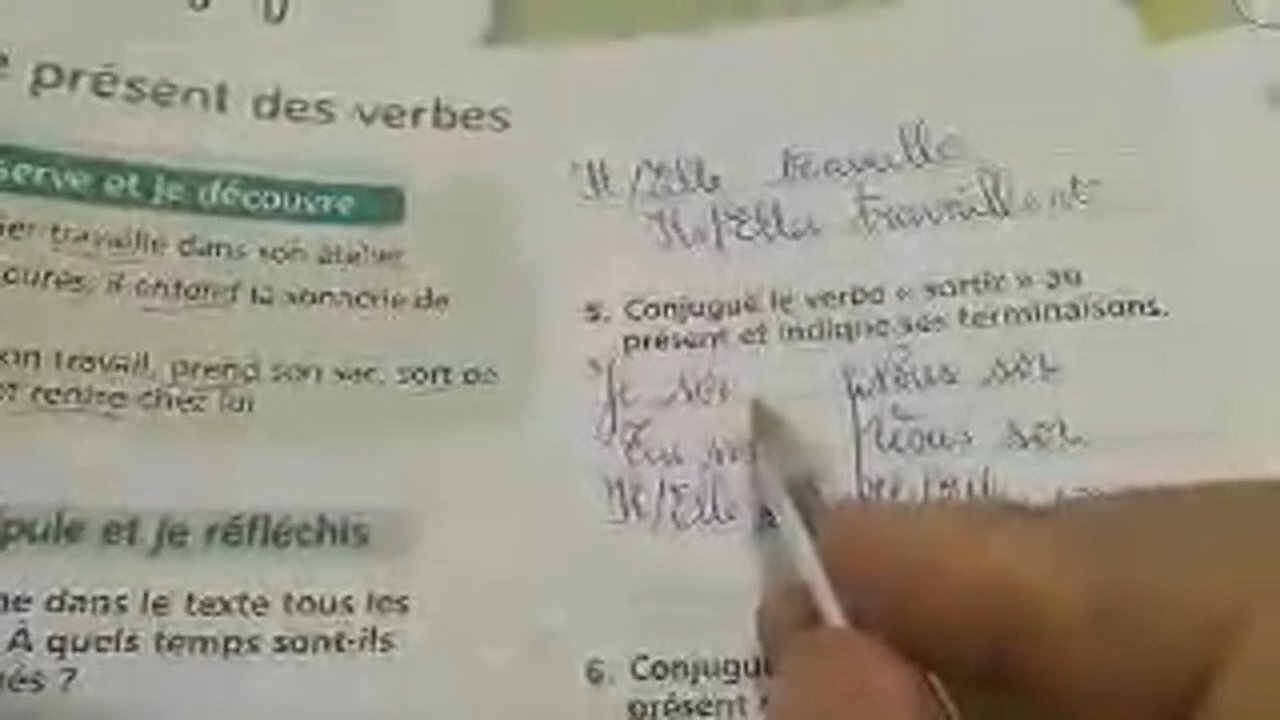 présent des verbes
serve et je découvre
travaille dans son atelier
il entend la sonnerie de
travail, prend son sac, sort de
et rentre chez lui
pule et je réfléchis
dans le texte tous les
À quels temps sont-ils
és ?
Il/Elle travaille
Ils/Elles travaillent
5. Conjugue le verbe « sortir » au
présent et indique ses terminaisons.
Je sor
Nous sor
Tu
Vous sor
Il/Elle
6. Conjugue
présent